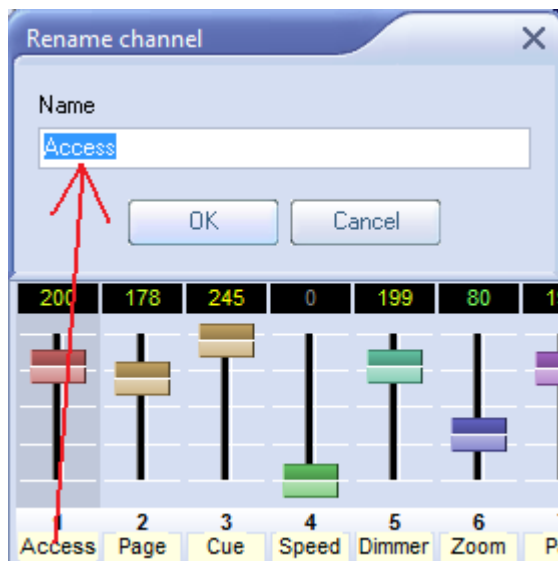 Rename channel
Name
Access
OK Cancel
200 178 245 0 199 80
1 2 3 4 5 6
Access Page Cue Speed Dimmer Zoom